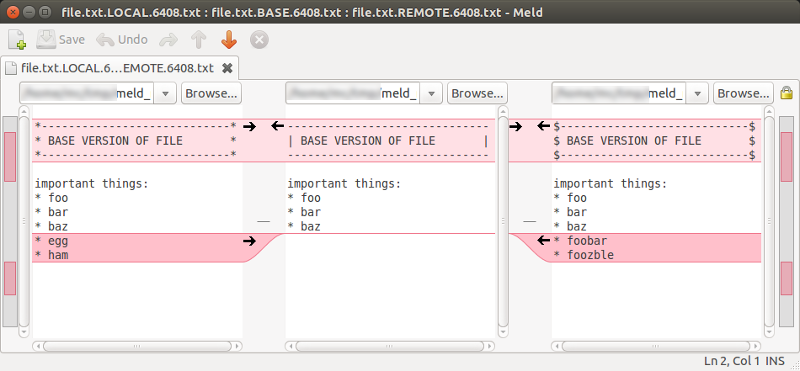 file.txt.LOCAL.6408.txt : file.txt.BASE.6408.txt : file.txt.REMOTE.6408.txt - Meld
Save Undo
file.txt.LOCAL.6...EMOTE.6408.txt
meld_ Browse... meld_ Browse... meld_ Browse...
*----------------------------*
* BASE VERSION OF FILE       *
*----------------------------*
important things:
* foo
* bar
* baz
* egg
* ham
------------------------------
| BASE VERSION OF FILE       |
------------------------------
important things:
* foo
* bar
* baz
$----------------------------$
$ BASE VERSION OF FILE       $
$----------------------------$
important things:
* foo
* bar
* baz
* foobar
* foozble
Ln 2, Col 1 INS